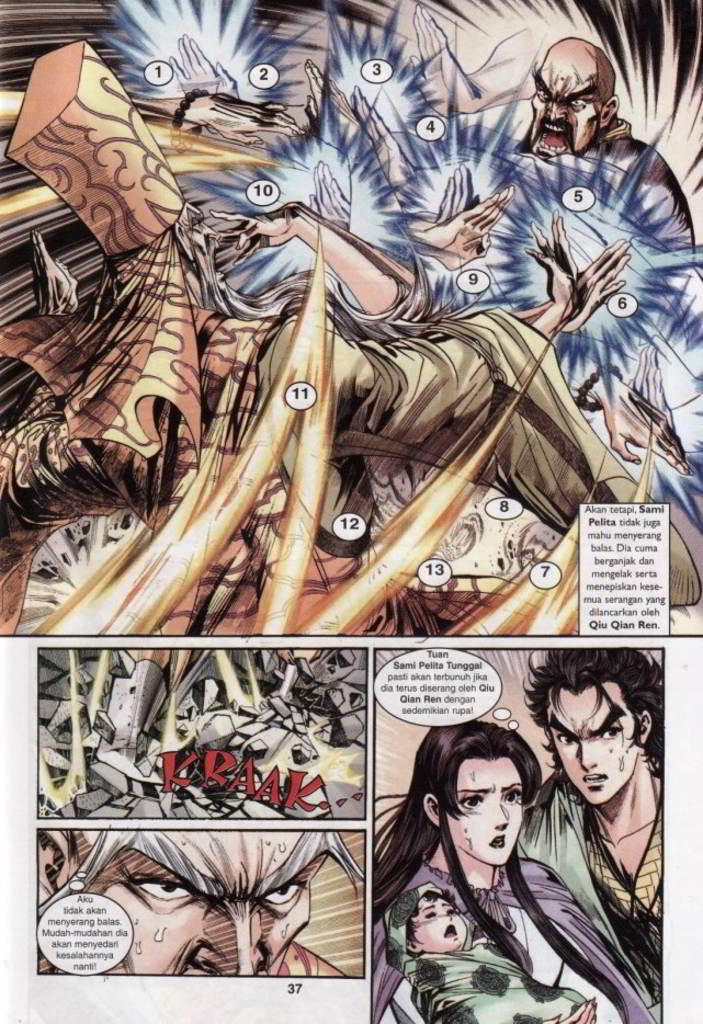 1
2
3
4
10
5
9
6
11
8
12
13
7
Akan tetapi, Sami
Pelita tidak juga
mahu menyerang
balas. Dia cuma
berganjak dan
mengelak serta
menepiskan kese-
mua serangan yang
dilancarkan oleh
Qiu Qian Ren.
KRAAK...
Tuan
Sami Pelita Tunggal
pasti akan terbunuh jika
dia terus diserang oleh Qiu
Qian Ren dengan
sedemikian rupa!
Aku
tidak akan
menyerang balas.
Mudah-mudahan dia
akan menyedari
kesalahannya
nanti!
37